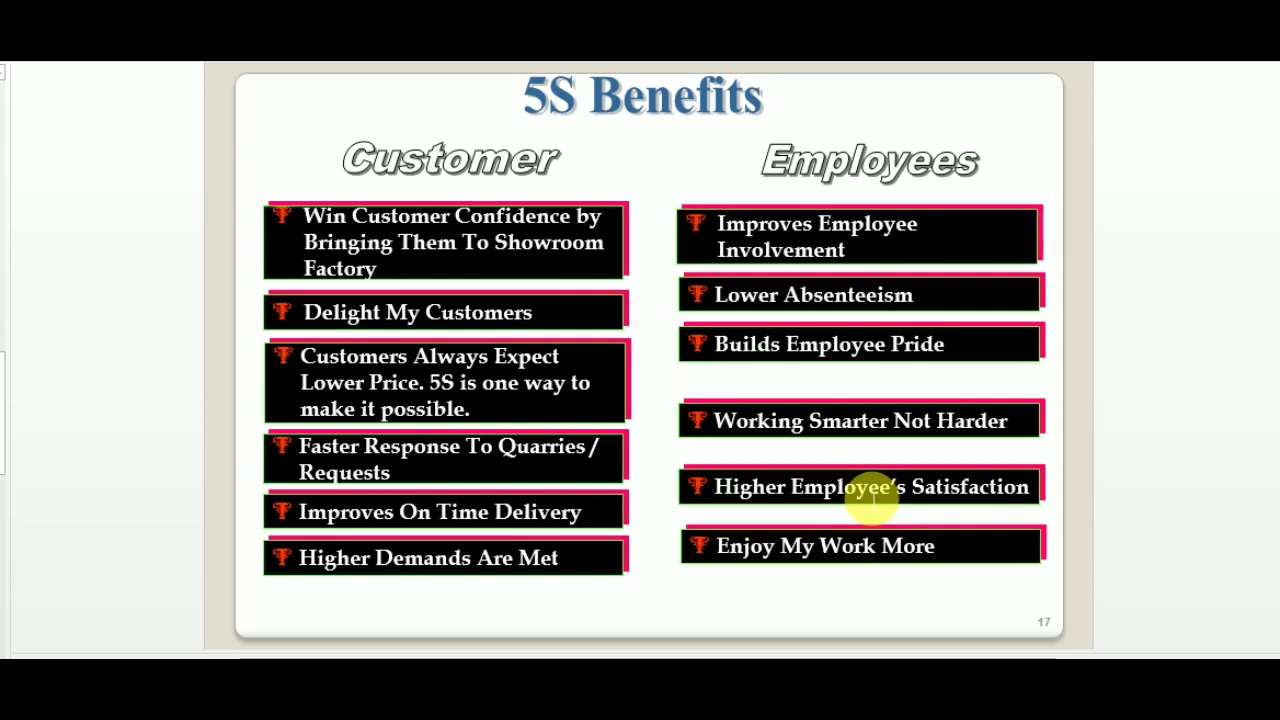 5S Benefits
Customer
Win Customer Confidence by
Bringing Them To Showroom
Factory
Delight My Customers
Customers Always Expect
Lower Price. 5S is one way to
make it possible.
Faster Response To Quarries /
Requests
Improves On Time Delivery
Higher Demands Are Met
Employees
Improves Employee
Involvement
Lower Absenteeism
Builds Employee Pride
Working Smarter Not Harder
Higher Employee‘s Satisfaction
Enjoy My Work More
17